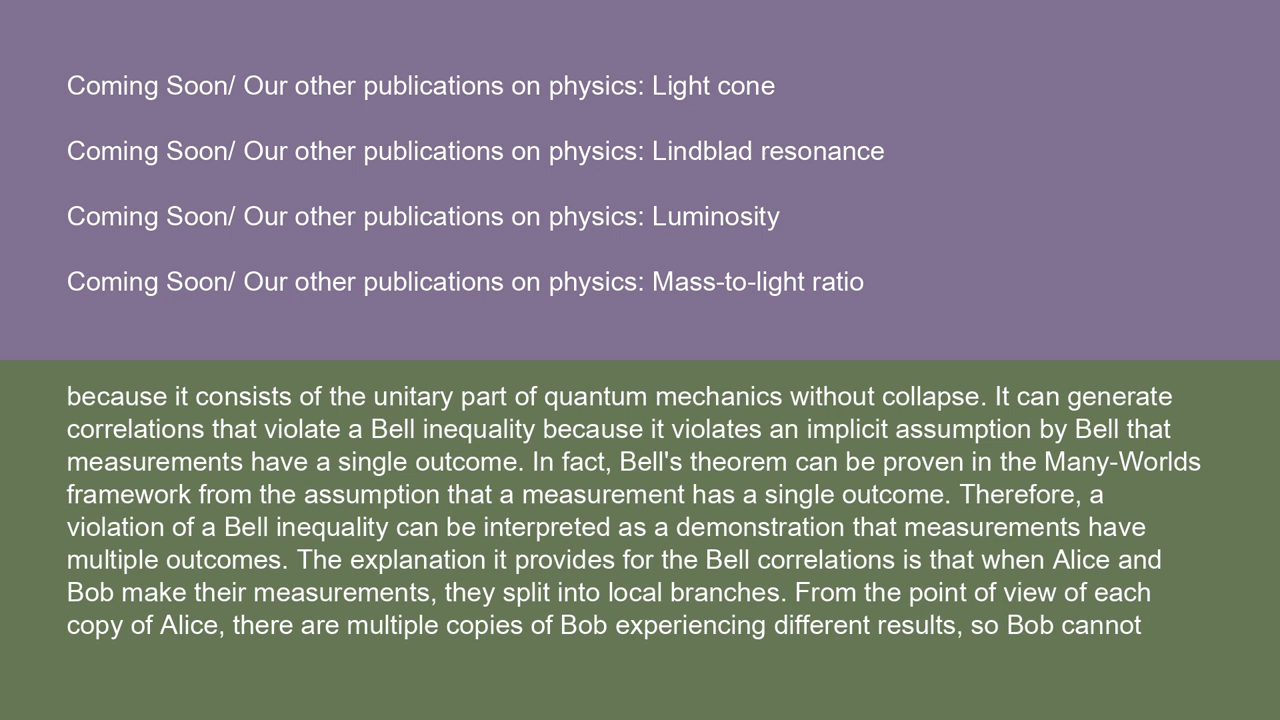 Coming Soon/ Our other publications on physics: Light cone
Coming Soon/ Our other publications on physics: Lindblad resonance
Coming Soon/ Our other publications on physics: Luminosity
Coming Soon/ Our other publications on physics: Mass-to-light ratio
because it consists of the unitary part of quantum mechanics without collapse. It can generate
correlations that violate a Bell inequality because it violates an implicit assumption by Bell that
measurements have a single outcome. In fact, Bell's theorem can be proven in the Many-Worlds
framework from the assumption that a measurement has a single outcome. Therefore, a
violation of a Bell inequality can be interpreted as a demonstration that measurements have
multiple outcomes. The explanation it provides for the Bell correlations is that when Alice and
Bob make their measurements, they split into local branches. From the point of view of each
copy of Alice, there are multiple copies of Bob experiencing different results, so Bob cannot